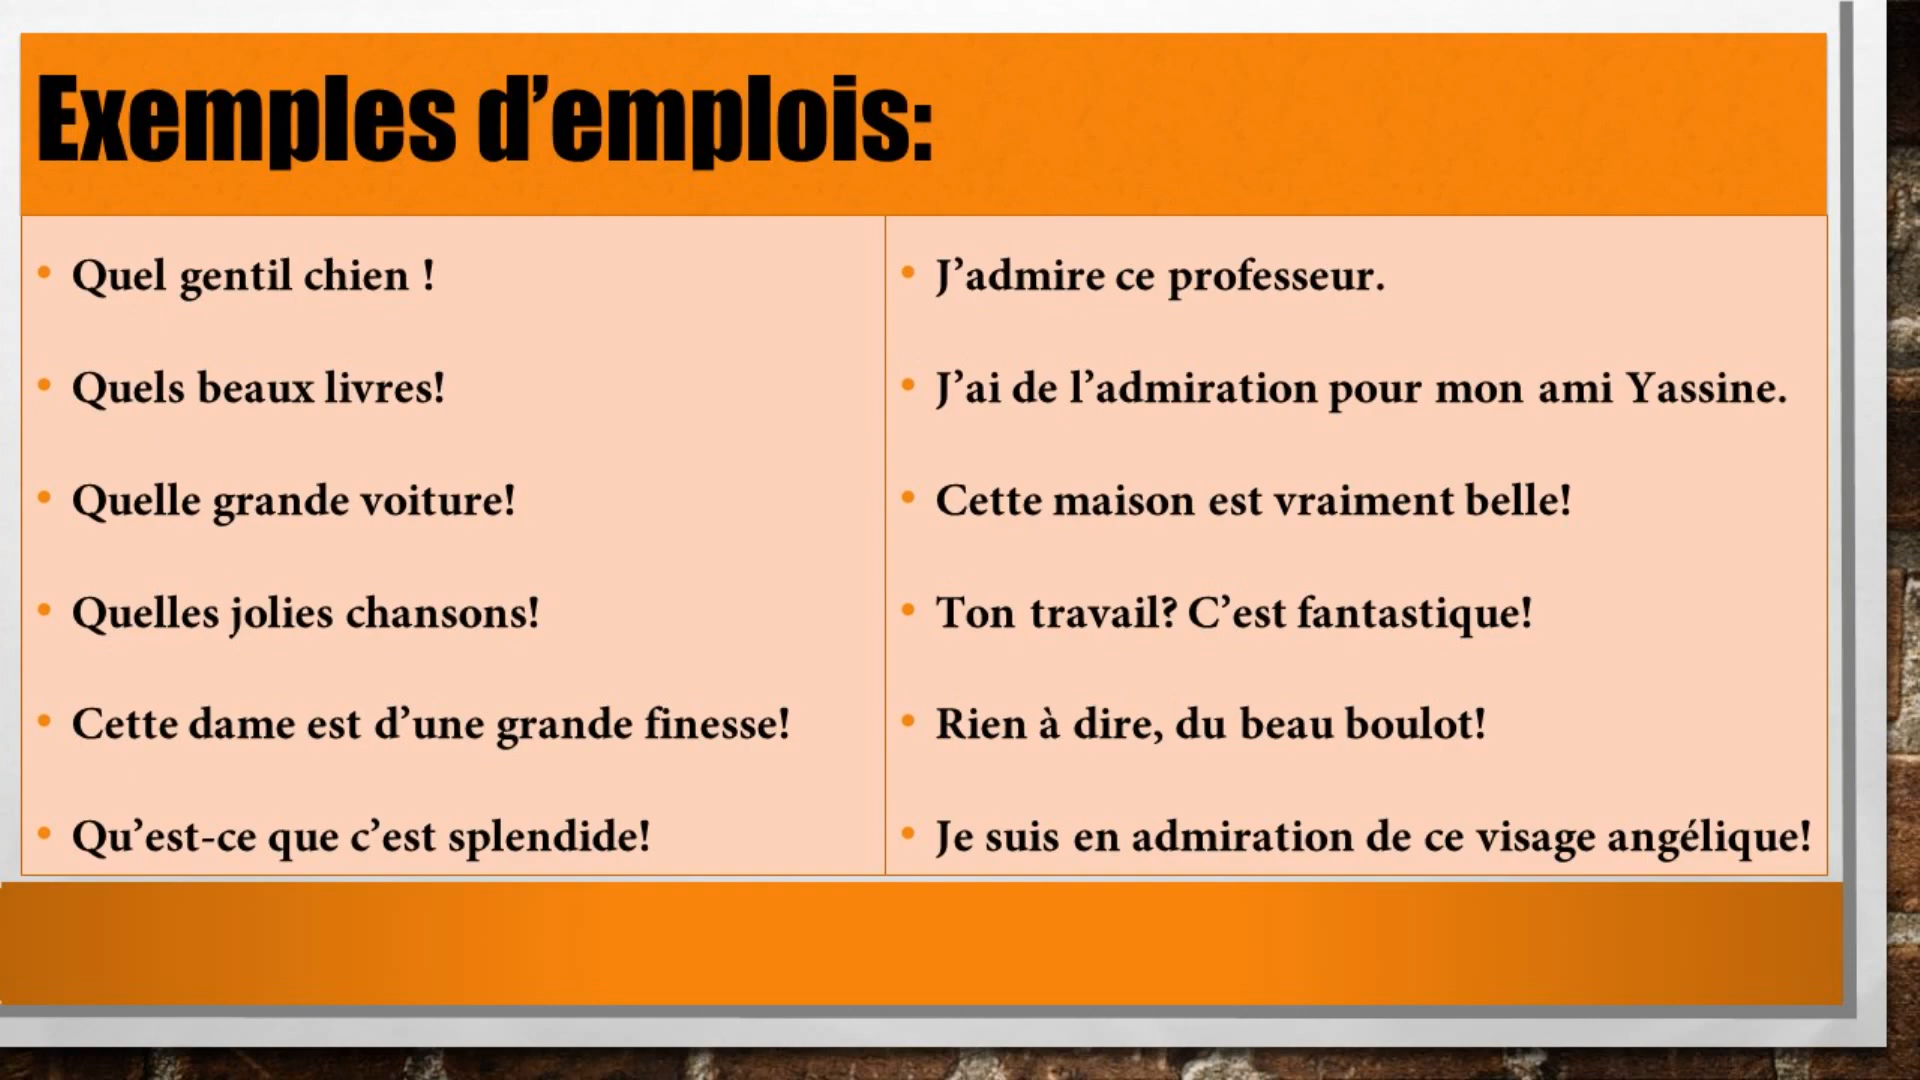 Exemples d’emplois:
• Quel gentil chien !
• Quels beaux livres!
• Quelle grande voiture!
• Quelles jolies chansons!
• Cette dame est d’une grande finesse!
• Qu’est-ce que c’est splendide!
• J’admire ce professeur.
• J’ai de l’admiration pour mon ami Yassine.
• Cette maison est vraiment belle!
• Ton travail? C’est fantastique!
• Rien à dire, du beau boulot!
• Je suis en admiration de ce visage angélique!